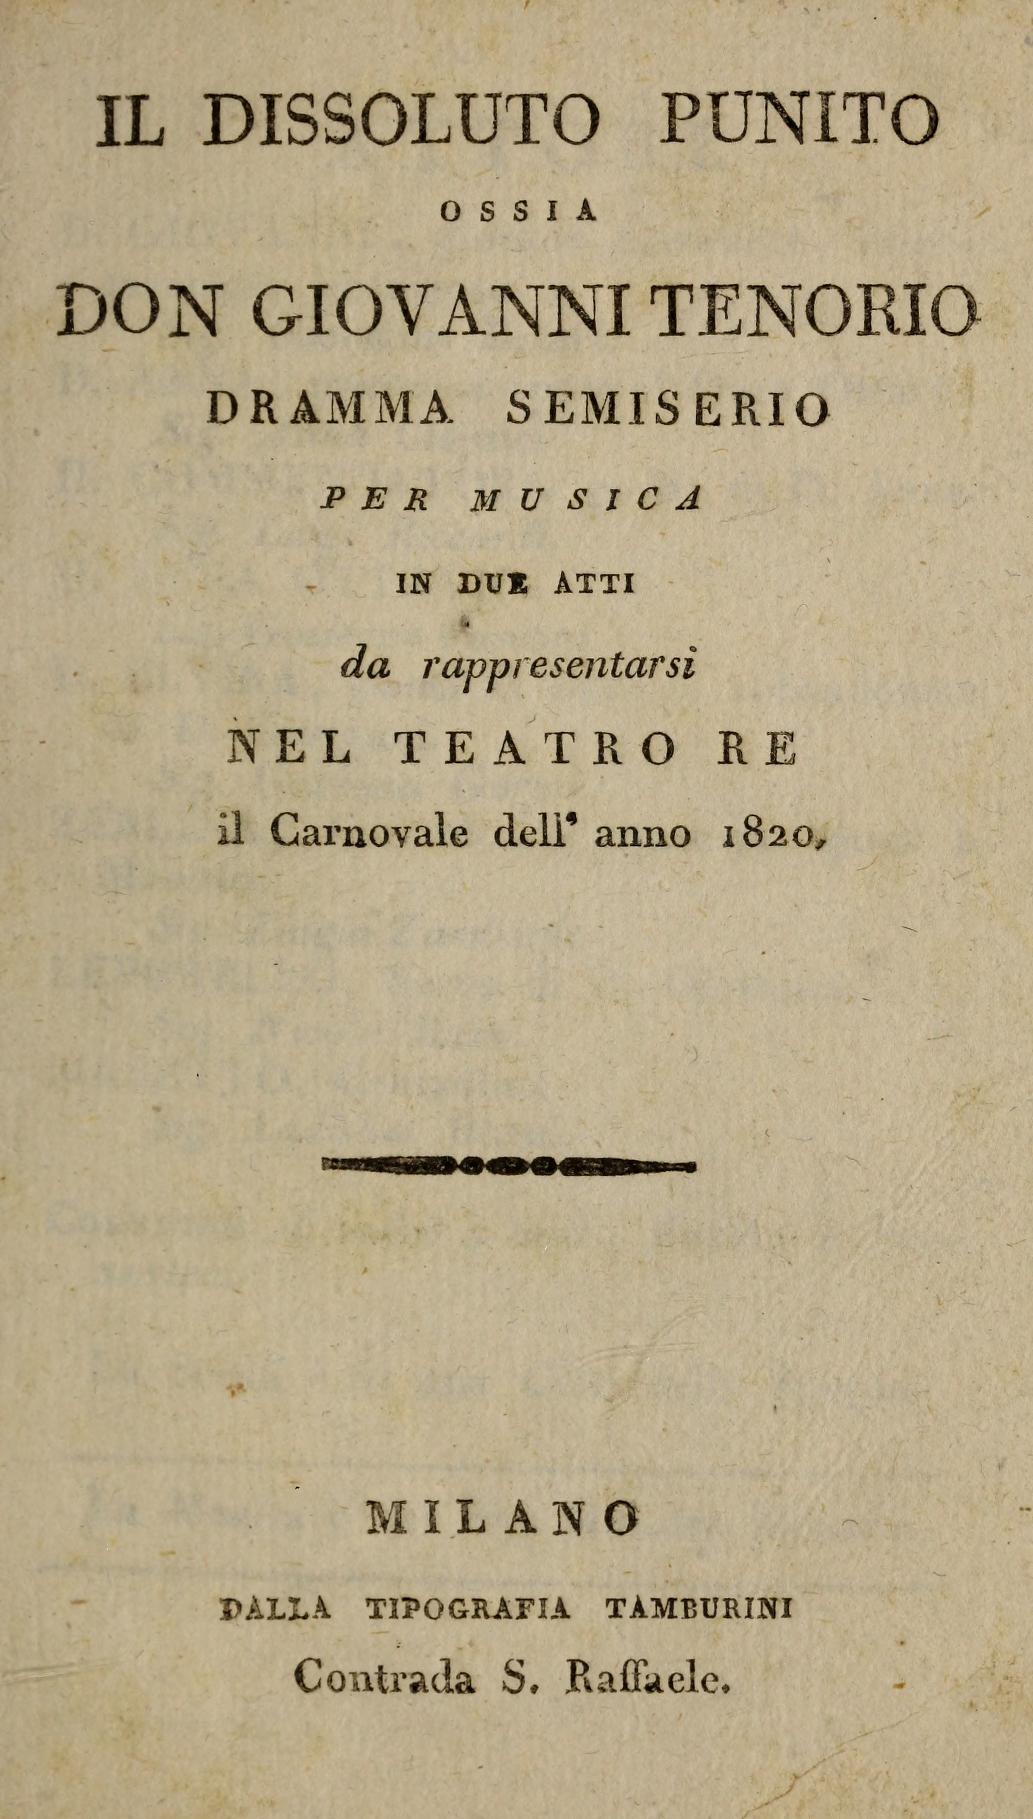 IL DISSOLUTO PUNITO
OSSIA
DON GIOVANNI TENORIO
DRAMMA SEMISERIO
PER MUSICA
IN DUE ATTI
da rappresentarsi
NEL TEATRO RE
il Carnovale dell' anno 1820,
MILANO
DALLA TIPOGRAFIA TAMBURINI
Contrada S. Raffaele.